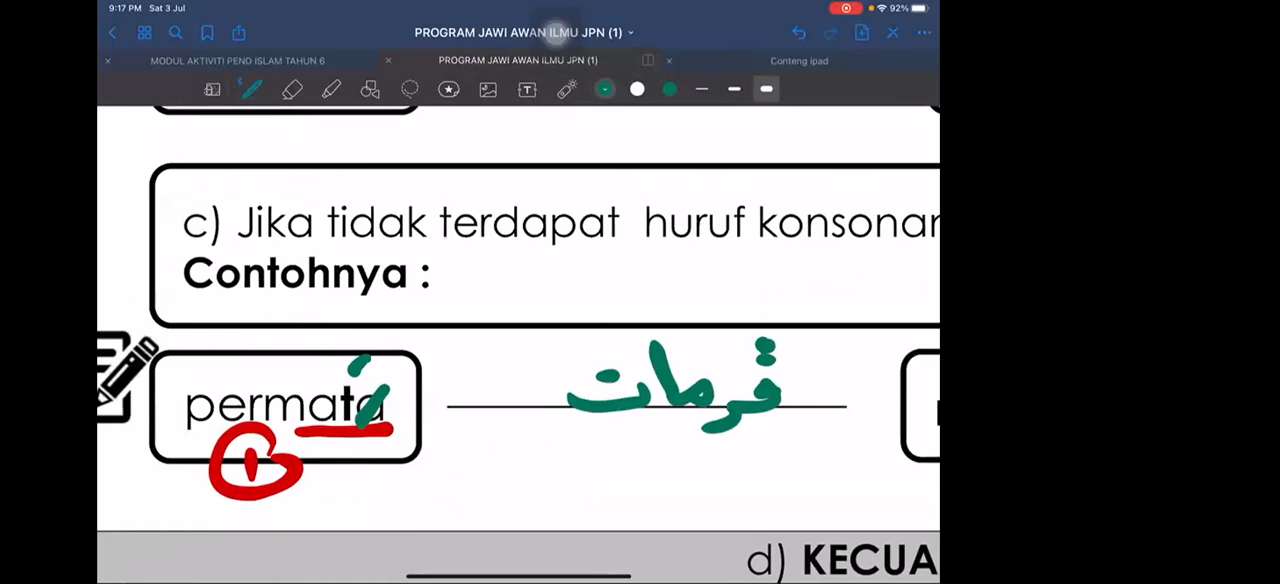 9:17 PM Sat 3 Jul
92%
PROGRAM JAWI AWAN ILMU JPN (1)
MODUL AKTIVITI PEND ISLAM TAHUN 6
PROGRAM JAWI AWAN ILMU JPN (1)
Conteng ipad
c) Jika tidak terdapat huruf konsonan
Contohnya :
permata
ڤرمات
d) KECUA